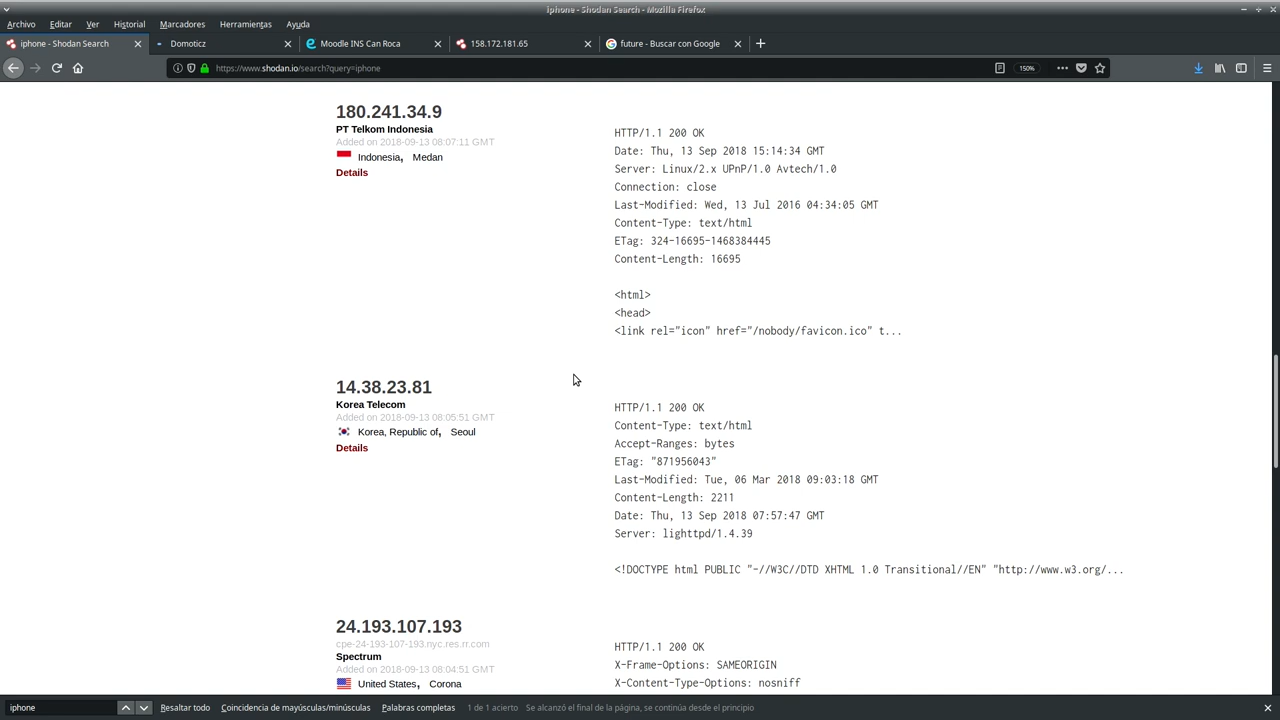 iphone - Shodan Search - Mozilla Firefox
Archivo Editar Ver Historial Marcadores Herramientas Ayuda
iphone - Shodan Search Domoticz Moodle INS Can Roca 158.172.181.65 future - Buscar con Google
https://www.shodan.io/search?query=iphone 150%
180.241.34.9
PT Telkom Indonesia
Added on 2018-09-13 08:07:11 GMT
Indonesia, Medan
Details
HTTP/1.1 200 OK
Date: Thu, 13 Sep 2018 15:14:34 GMT
Server: Linux/2.x UPnP/1.0 Avtech/1.0
Connection: close
Last-Modified: Wed, 13 Jul 2016 04:34:05 GMT
Content-Type: text/html
ETag: 324-16695-1468384445
Content-Length: 16695
<html>
<head>
<link rel="icon" href="/nobody/favicon.ico" t...
14.38.23.81
Korea Telecom
Added on 2018-09-13 08:05:51 GMT
Korea, Republic of, Seoul
Details
HTTP/1.1 200 OK
Content-Type: text/html
Accept-Ranges: bytes
ETag: "871956043"
Last-Modified: Tue, 06 Mar 2018 09:03:18 GMT
Content-Length: 2211
Date: Thu, 13 Sep 2018 07:57:47 GMT
Server: lighttpd/1.4.39
<!DOCTYPE html PUBLIC "-//W3C//DTD XHTML 1.0 Transitional//EN" "http://www.w3.org/...
24.193.107.193
cpe-24-193-107-193.nyc.res.rr.com
Spectrum
Added on 2018-09-13 08:04:51 GMT
United States, Corona
HTTP/1.1 200 OK
X-Frame-Options: SAMEORIGIN
X-Content-Type-Options: nosniff
iphone Resaltar todo Coincidencia de mayúsculas/minúsculas Palabras completas 1 de 1 acierto Se alcanzó el final de la página, se continúa desde el principio